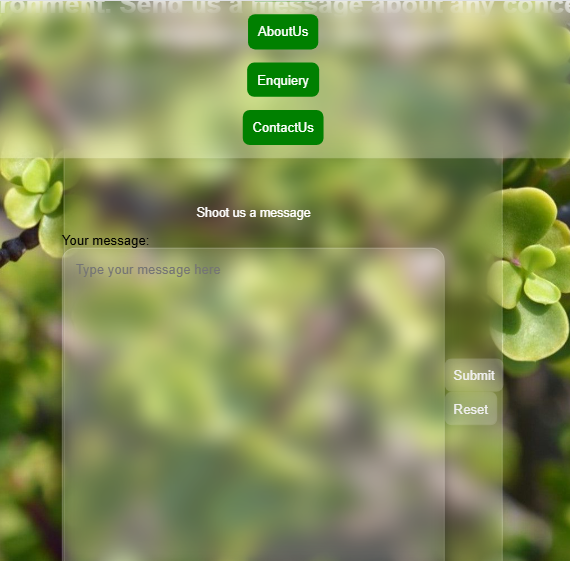 onment. Send us a message about any conce
AboutUs
Enquiery
ContactUs
Shoot us a message
Your message:
Type your message here
Submit
Reset